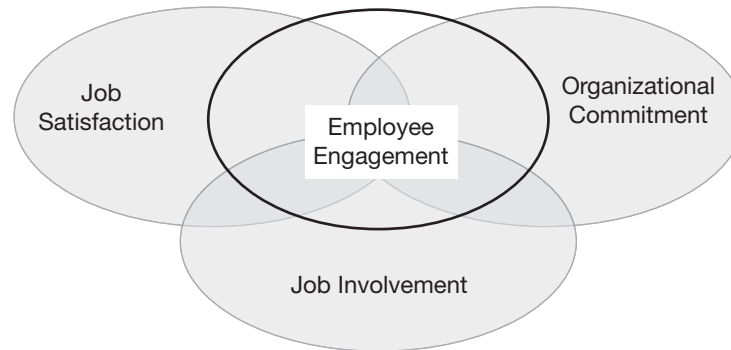 Job
Satisfaction
Organizational
Commitment
Employee
Engagement
Job Involvement